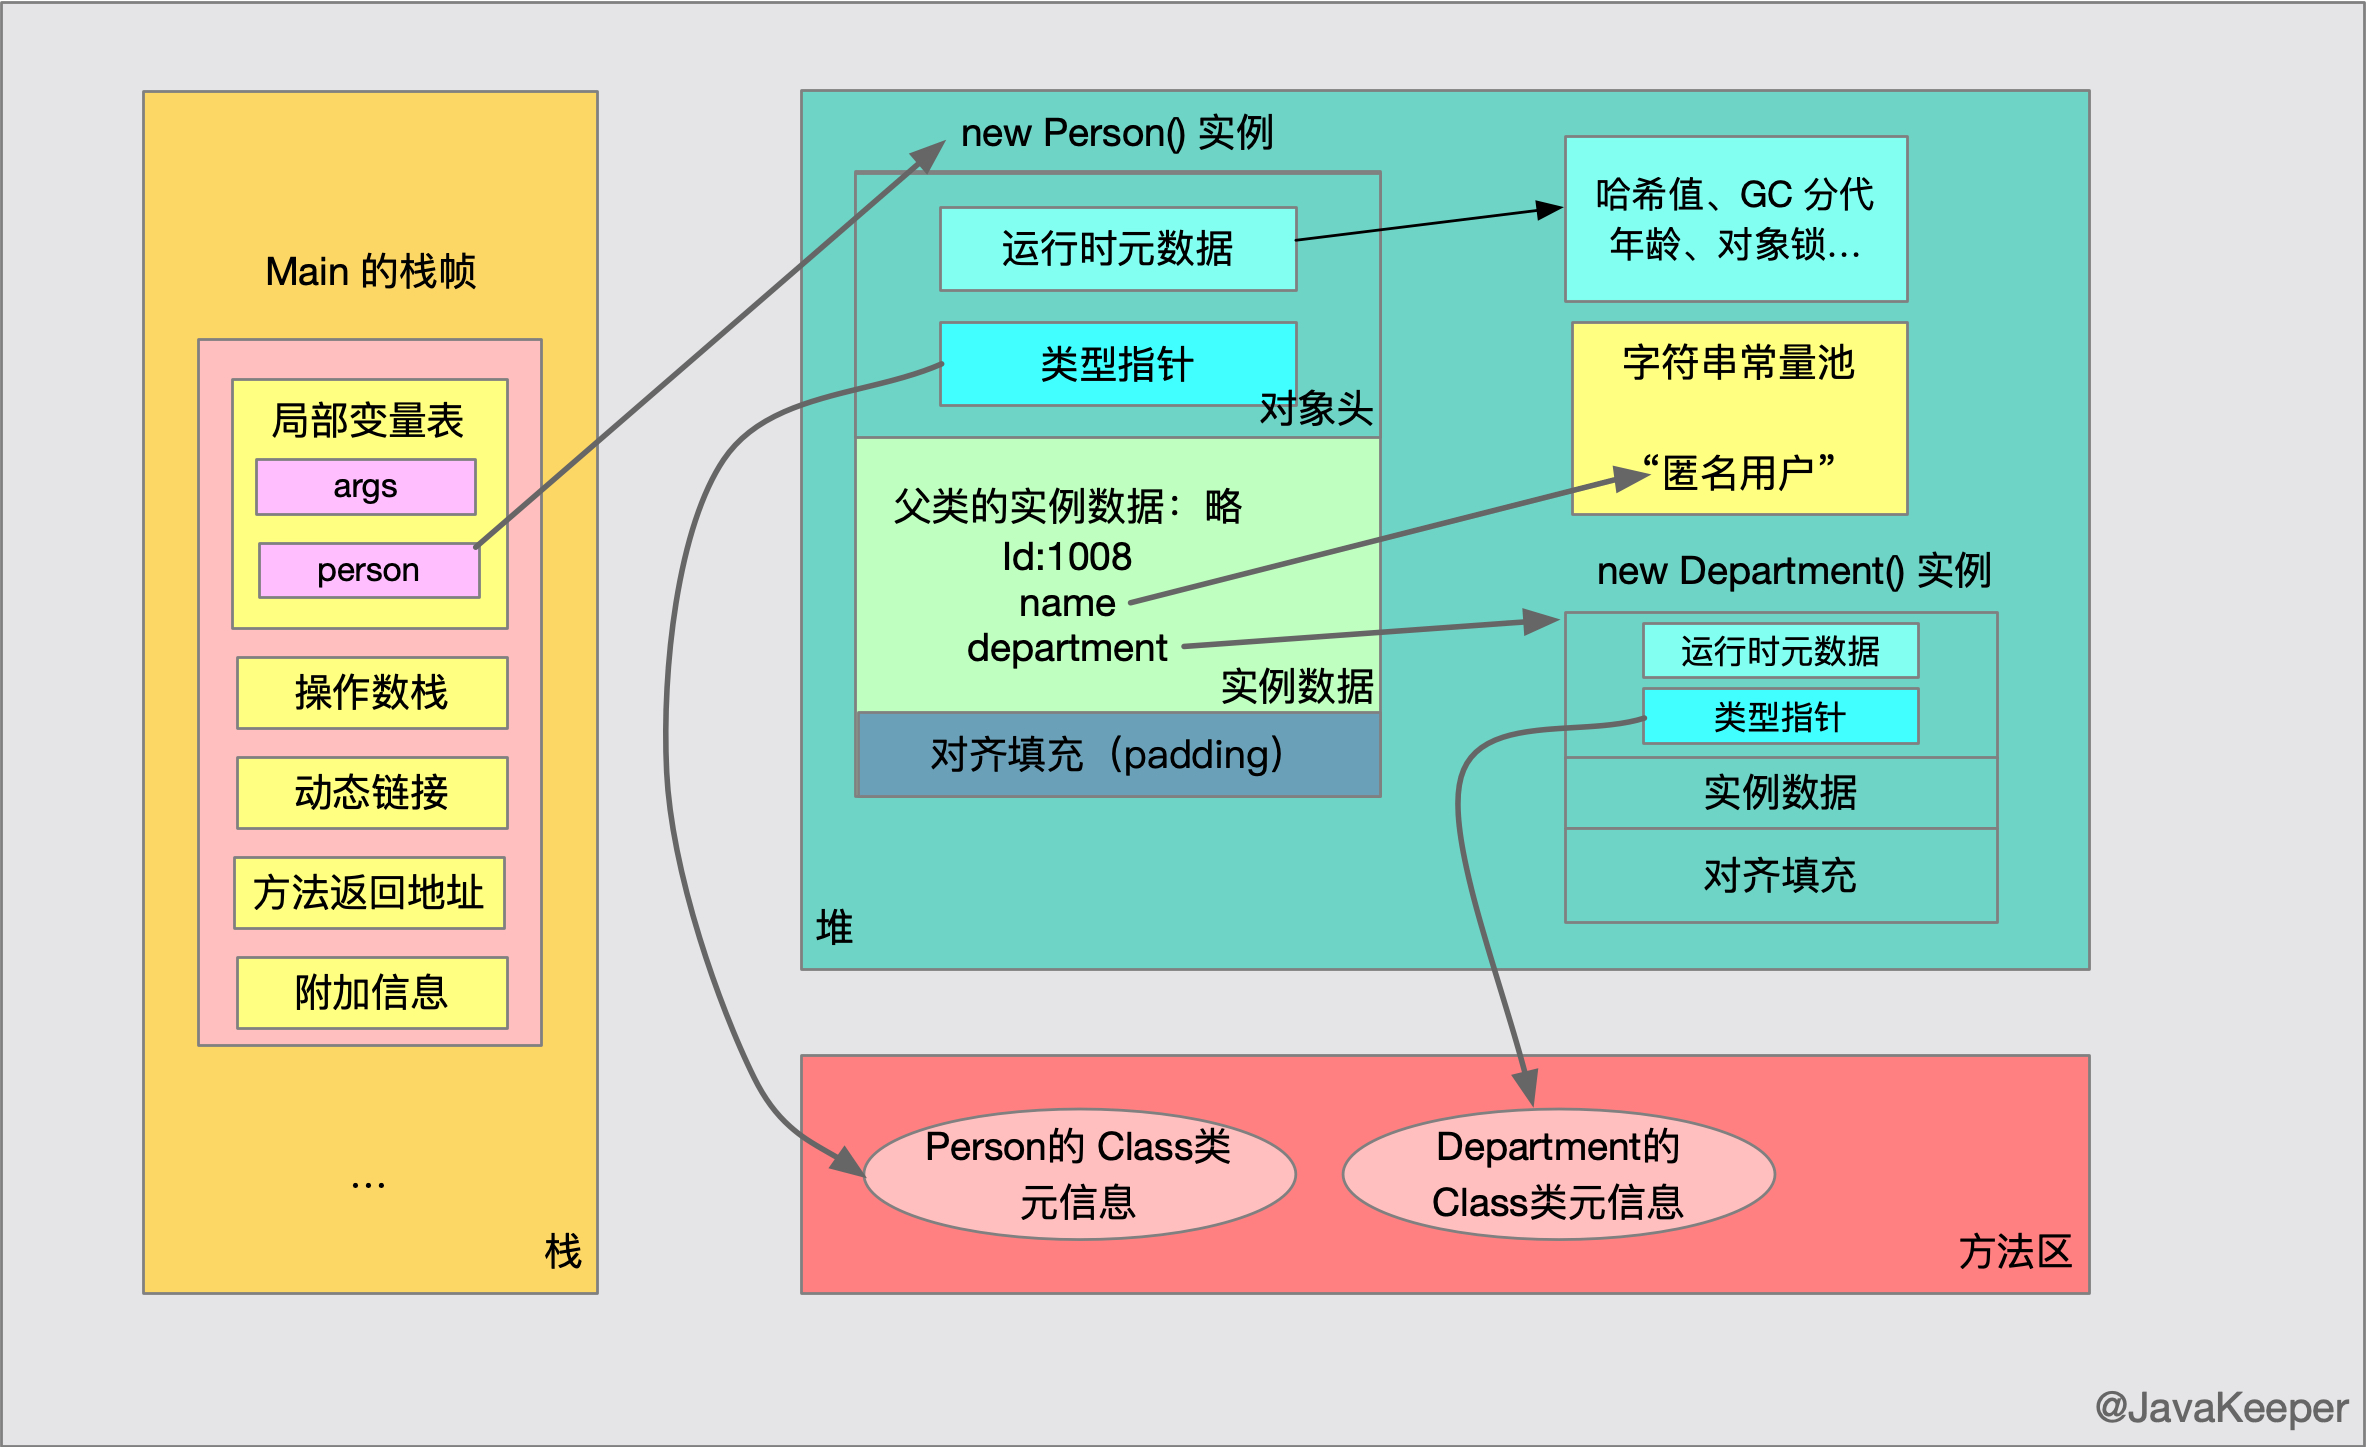 Main 的栈帧
局部变量表
args
person
操作数栈
动态链接
方法返回地址
附加信息
...
栈
new Person() 实例
运行时元数据
类型指针
对象头
父类的实例数据：略
Id:1008
name
department
实例数据
对齐填充（padding）
堆
哈希值、GC 分代
年龄、对象锁...
字符串常量池
“匿名用户”
new Department() 实例
运行时元数据
类型指针
实例数据
对齐填充
Person的 Class类
元信息
Department的
Class类元信息
方法区
@JavaKeeper